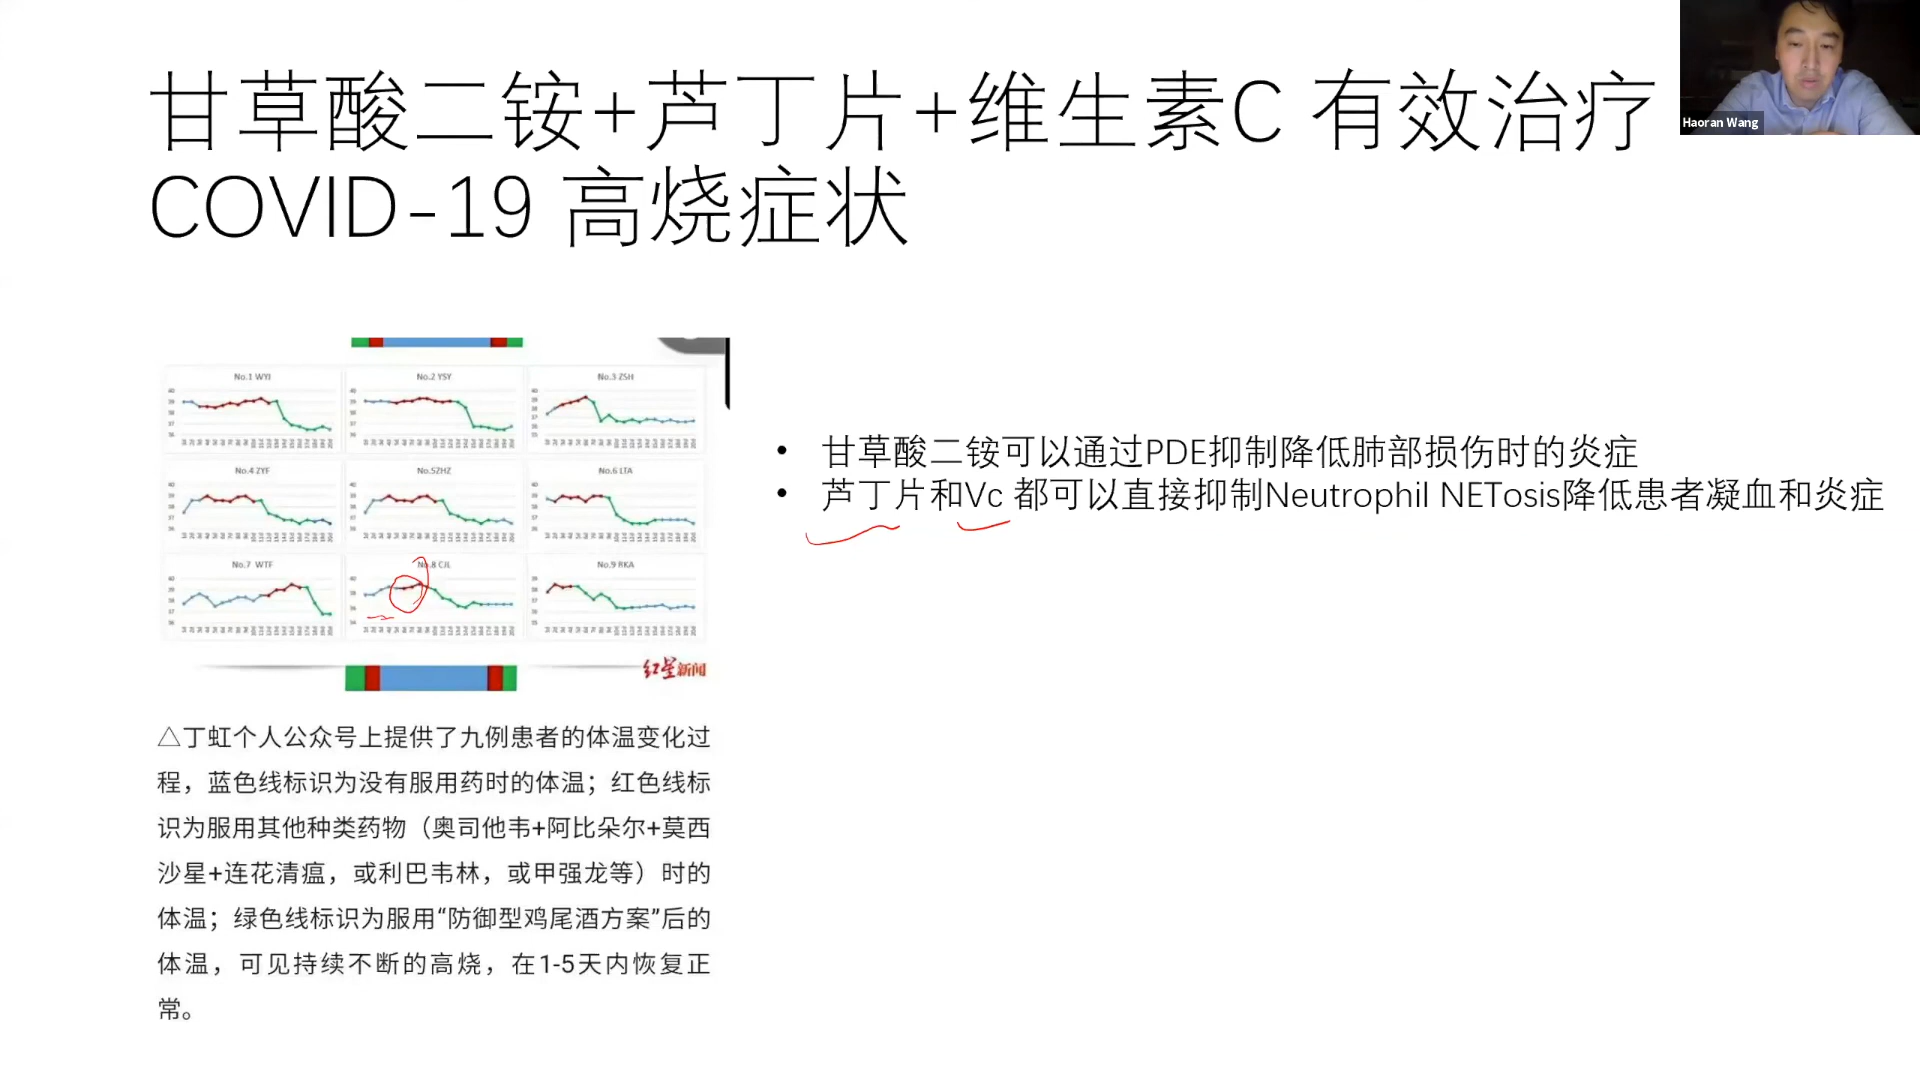 甘草酸二铵+芦丁片+维生素C 有效治疗
COVID-19 高烧症状
Haoran Wang
No.1 WYJ
No.2 YSY
No.3 ZSH
No.4 ZYF
No.5ZHZ
No.6 LTA
No.7 WTF
No.8 CJL
No.9 RKA
红星新闻
△丁虹个人公众号上提供了九例患者的体温变化过
程，蓝色线标识为没有服用药时的体温；红色线标
识为服用其他种类药物（奥司他韦+阿比朵尔+莫西
沙星+连花清瘟，或利巴韦林，或甲强龙等）时的
体温；绿色线标识为服用“防御型鸡尾酒方案”后的
体温，可见持续不断的高烧，在1-5天内恢复正
常。
• 甘草酸二铵可以通过PDE抑制降低肺部损伤时的炎症
• 芦丁片和Vc 都可以直接抑制Neutrophil NETosis降低患者凝血和炎症